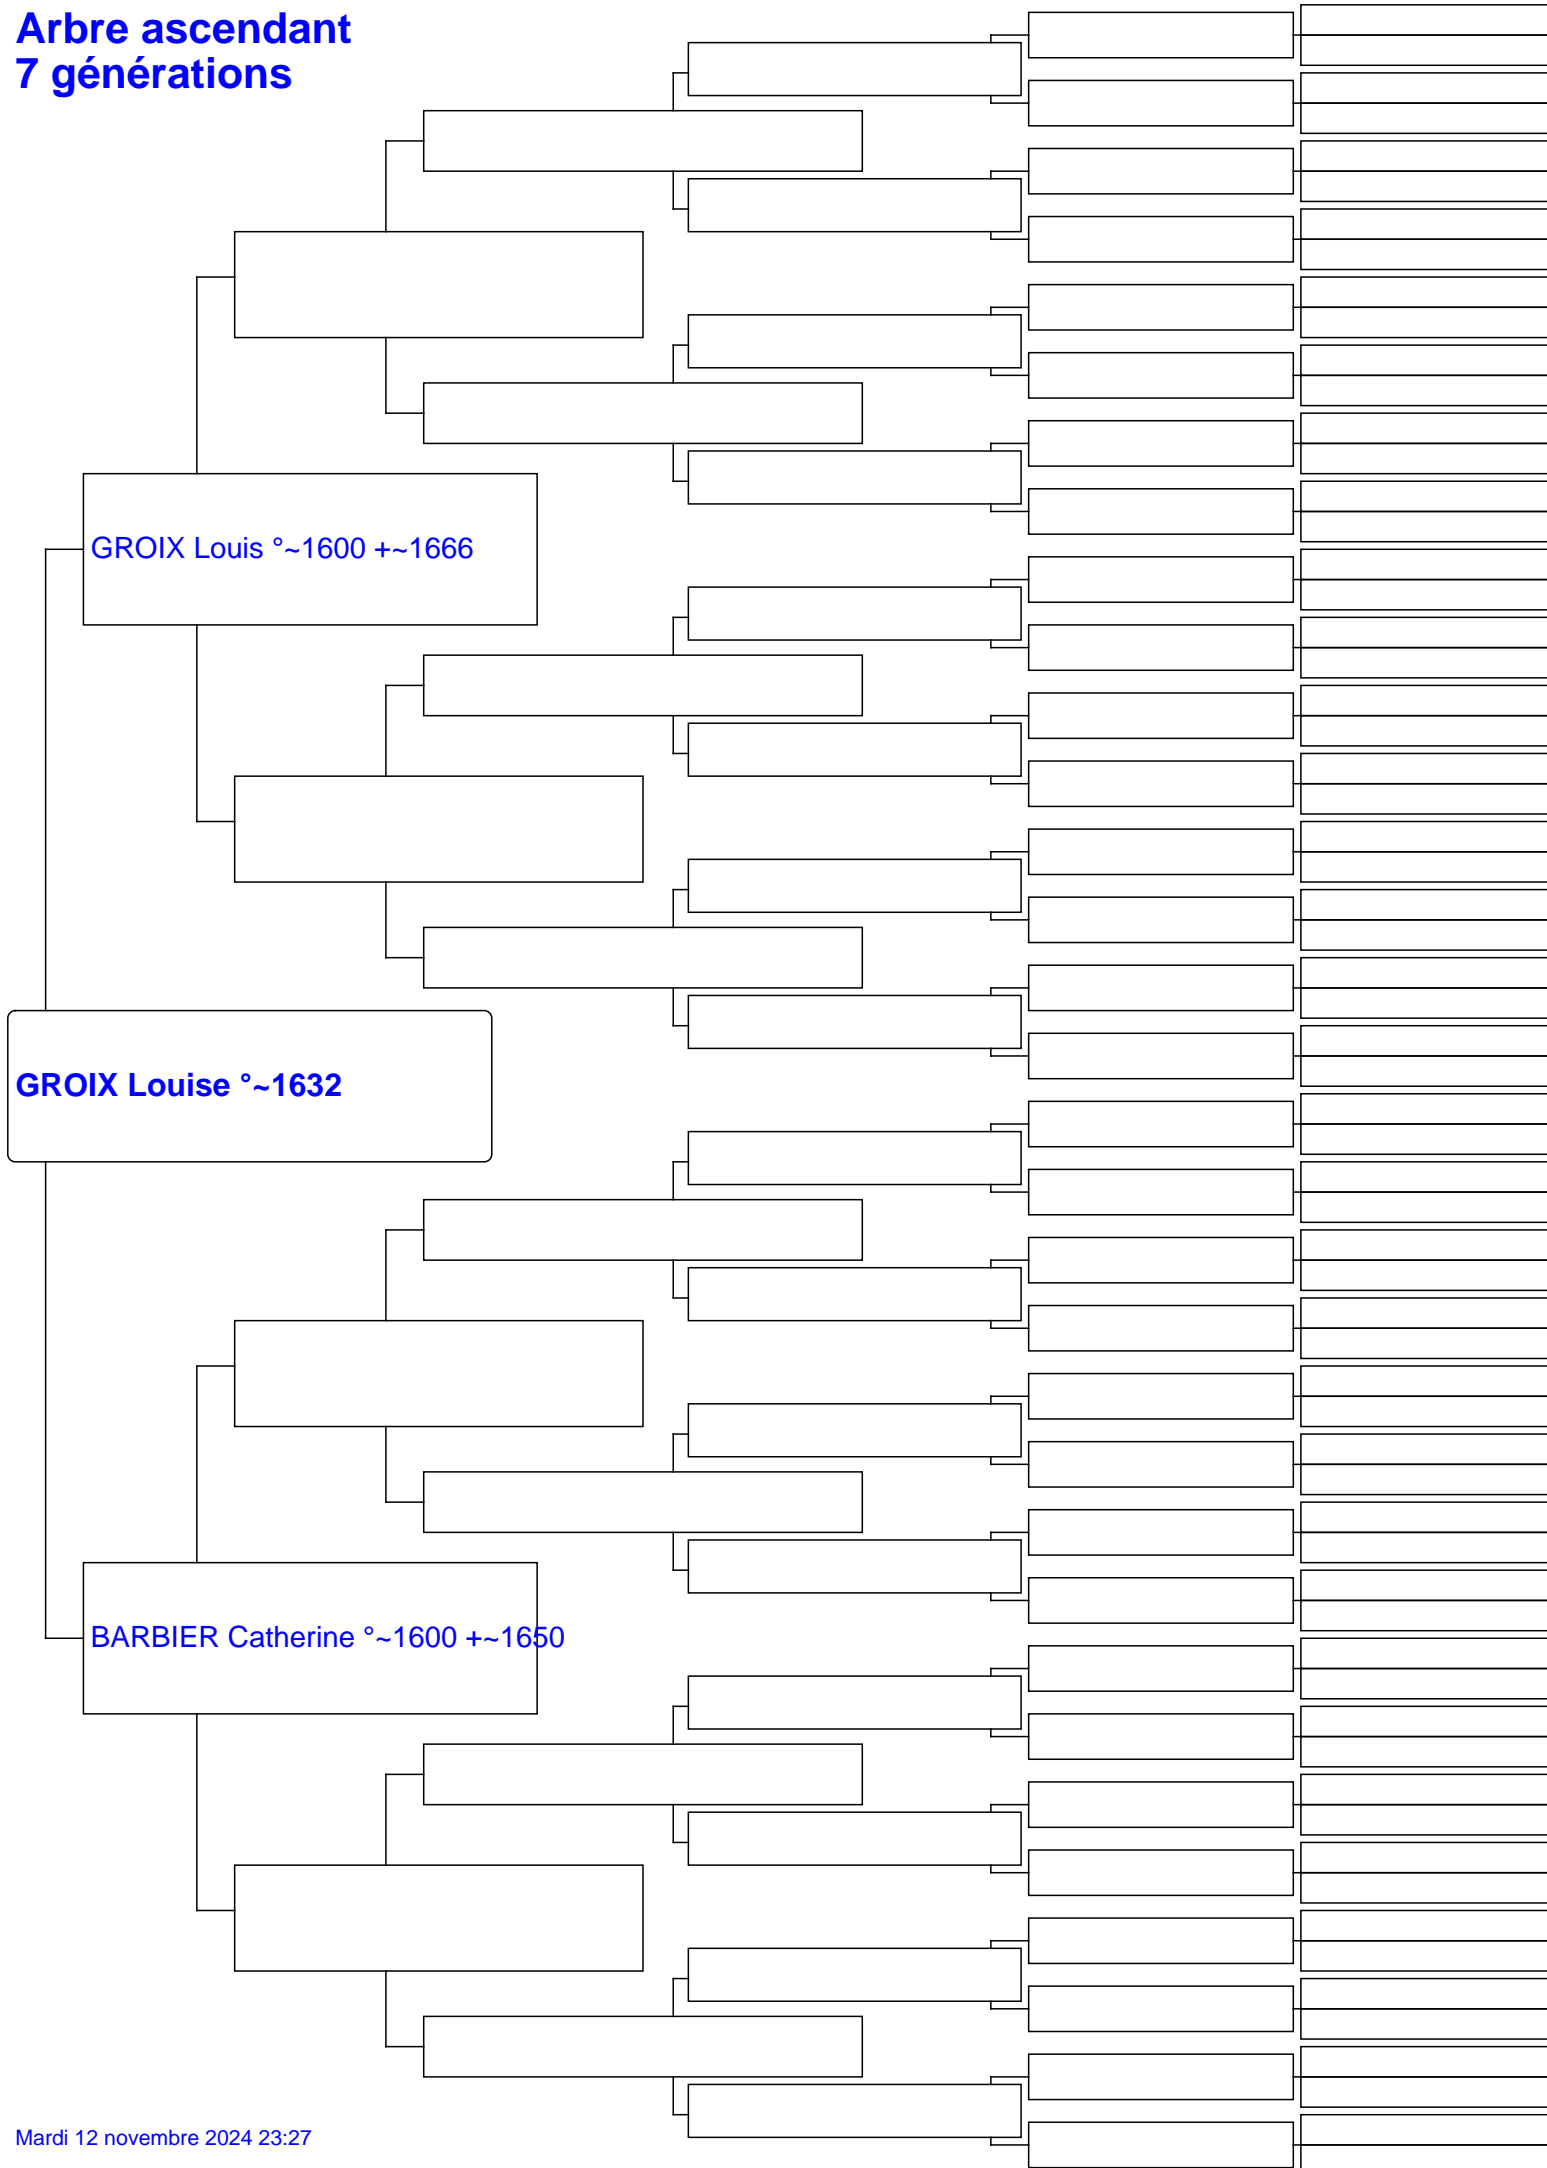 Arbre ascendant
7 générations
GROIX Louis °~1600 +~1666
GROIX Louise °~1632
BARBIER Catherine °~1600 +~1650
Mardi 12 novembre 2024 23:27